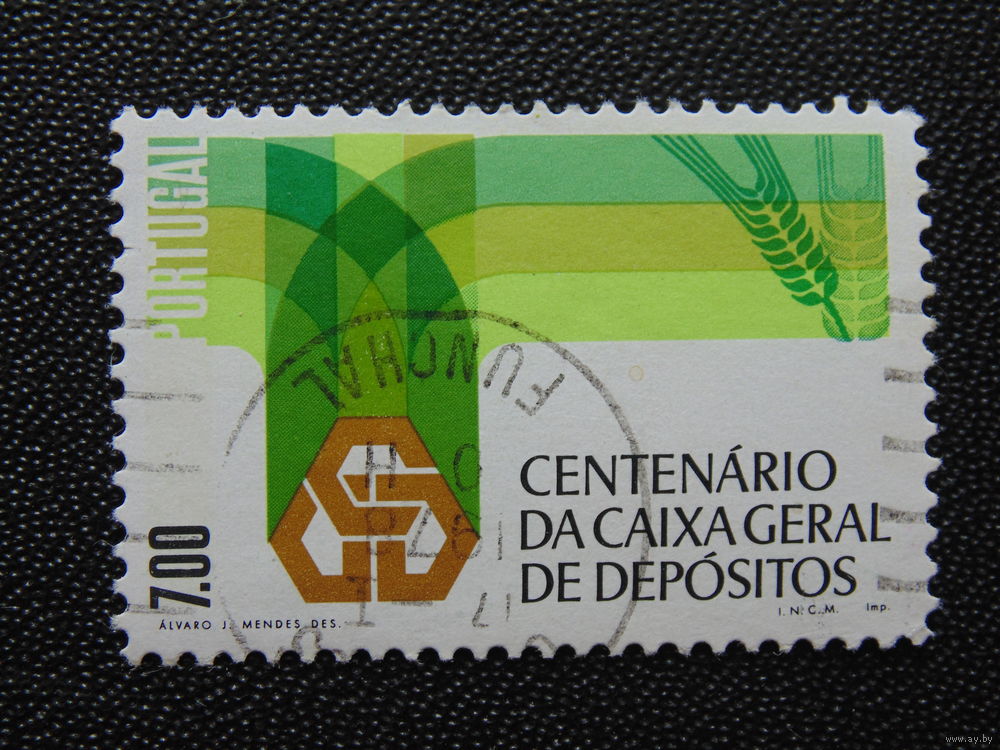 PORTUGAL
7.00
FUNCHAL
CENTENÁRIO
DA CAIXA GERAL
DE DEPÓSITOS
ÁLVARO J. MENDES DES.
I.N.C.M. Imp.
www.ay.by